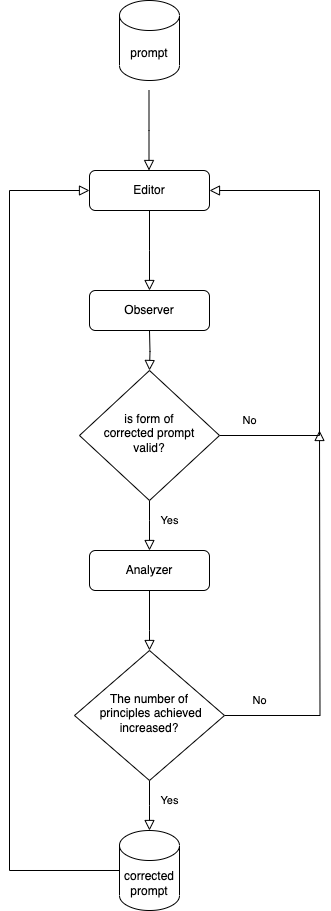 prompt
Editor
Observer
is form of
corrected prompt
valid?
No
Yes
Analyzer
The number of
principles achieved
increased?
No
Yes
corrected
prompt